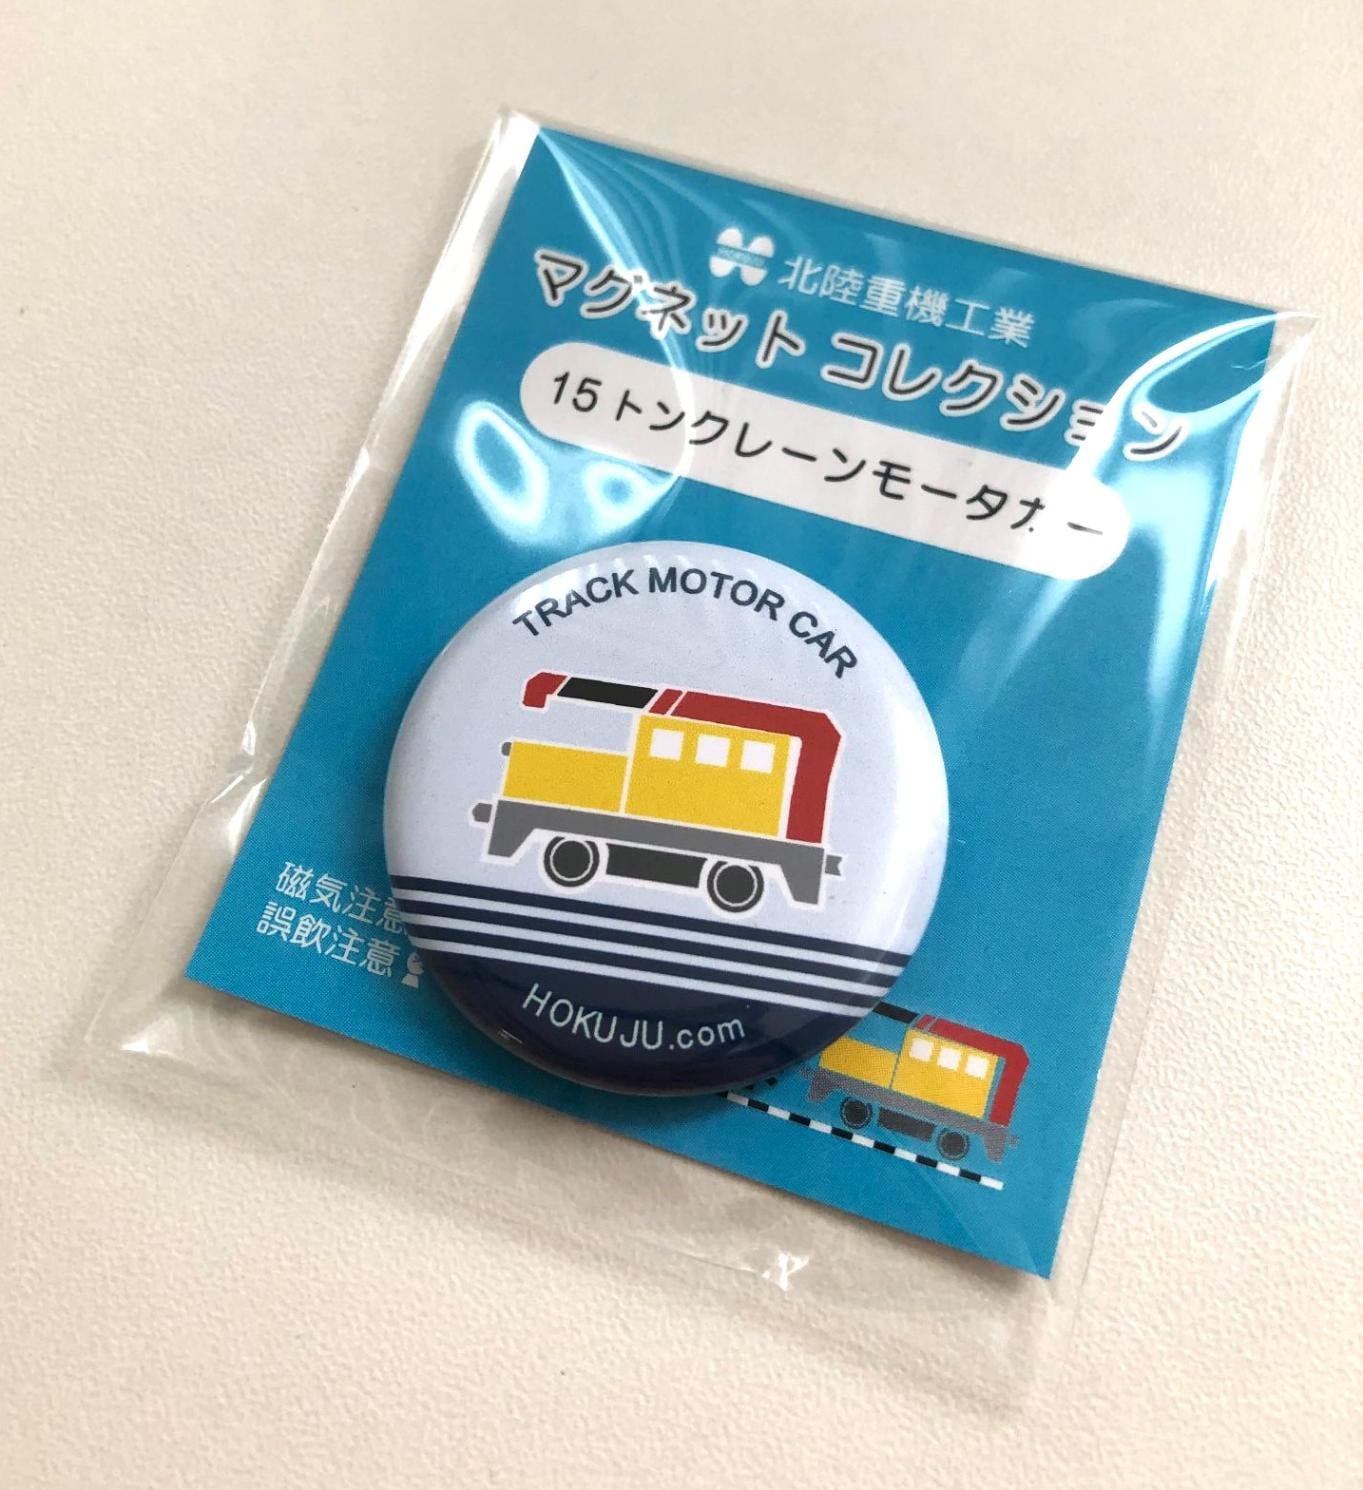 HOKUJU
北陸重機工業
マグネット コレクション
15トンクレーンモータカー
TRACK MOTOR CAR
HOKUJU.com
磁気注意
誤飲注意